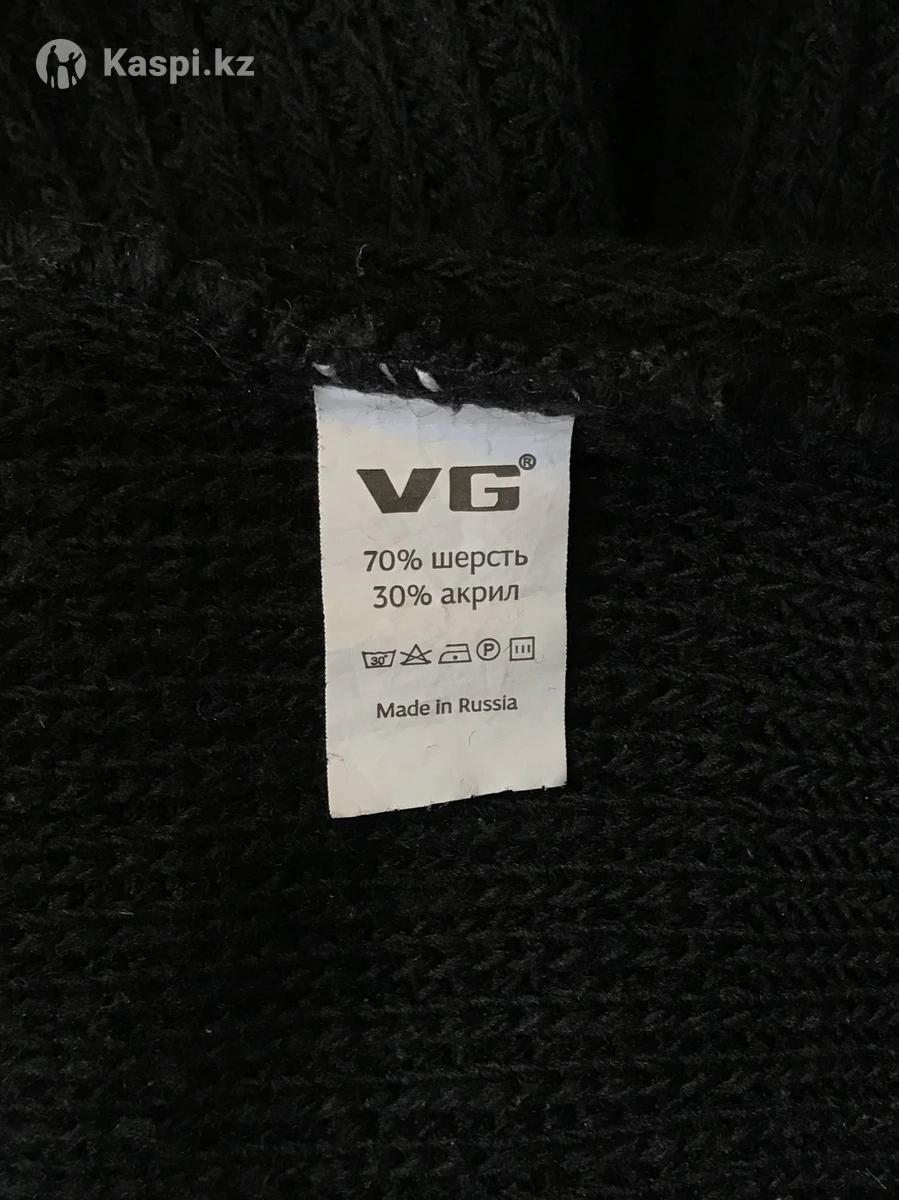 Kaspi.kz
VG®
70% шерсть
30% акрил
30° P
Made in Russia